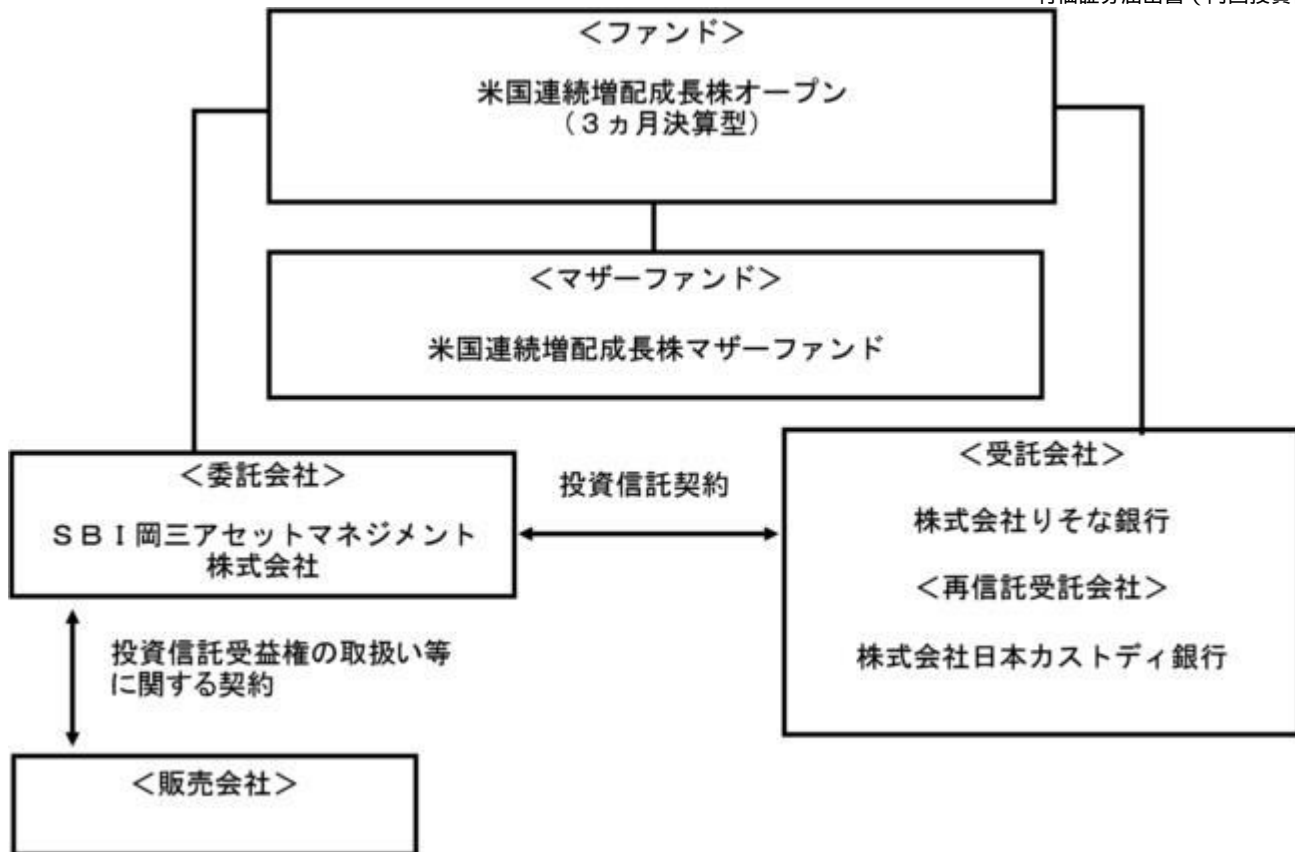 ＜ファンド＞
米国連続増配成長株オープン
（３ヵ月決算型）
＜マザーファンド＞
米国連続増配成長株マザーファンド
＜委託会社＞
ＳＢＩ岡三アセットマネジメント
株式会社
投資信託契約
＜受託会社＞
株式会社りそな銀行
＜再信託受託会社＞
株式会社日本カストディ銀行
投資信託受益権の取扱い等
に関する契約
＜販売会社＞